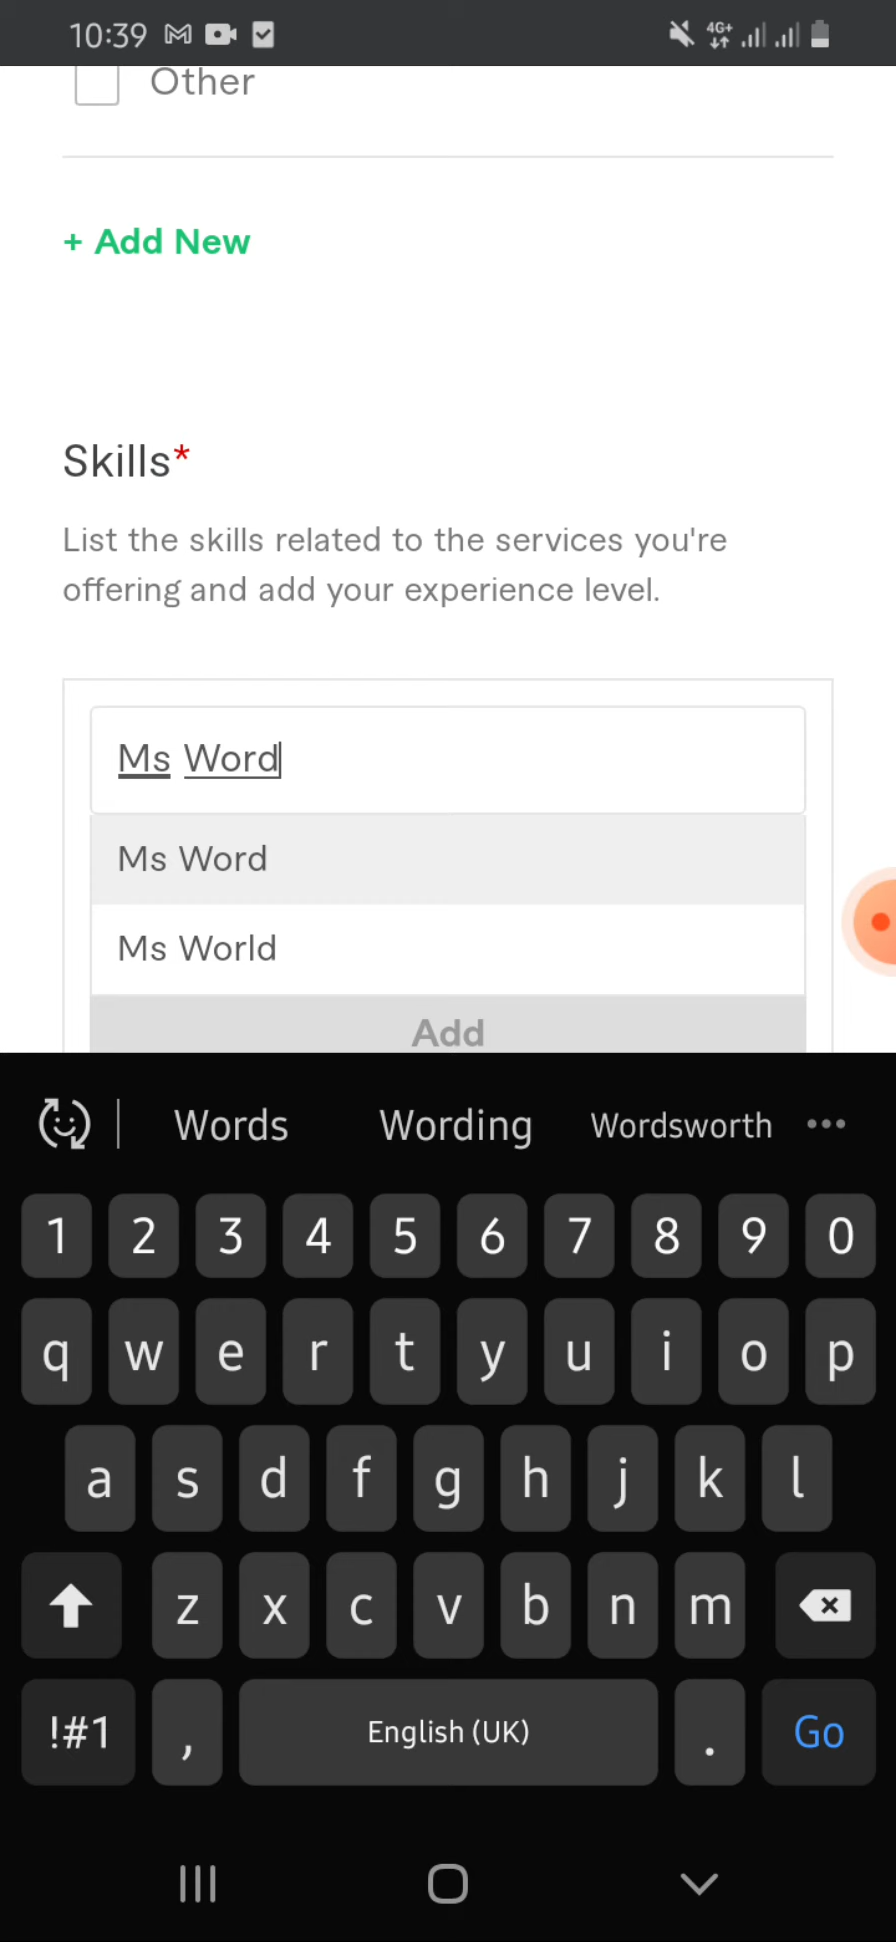 10:39
4G+
Other
+ Add New
Skills*
List the skills related to the services you're
offering and add your experience level.
Ms Word
Ms Word
Ms World
Add
Words Wording Wordsworth
1 2 3 4 5 6 7 8 9 0
q w e r t y u i o p
a s d f g h j k l
z x c v b n m
!#1 , English (UK) . Go